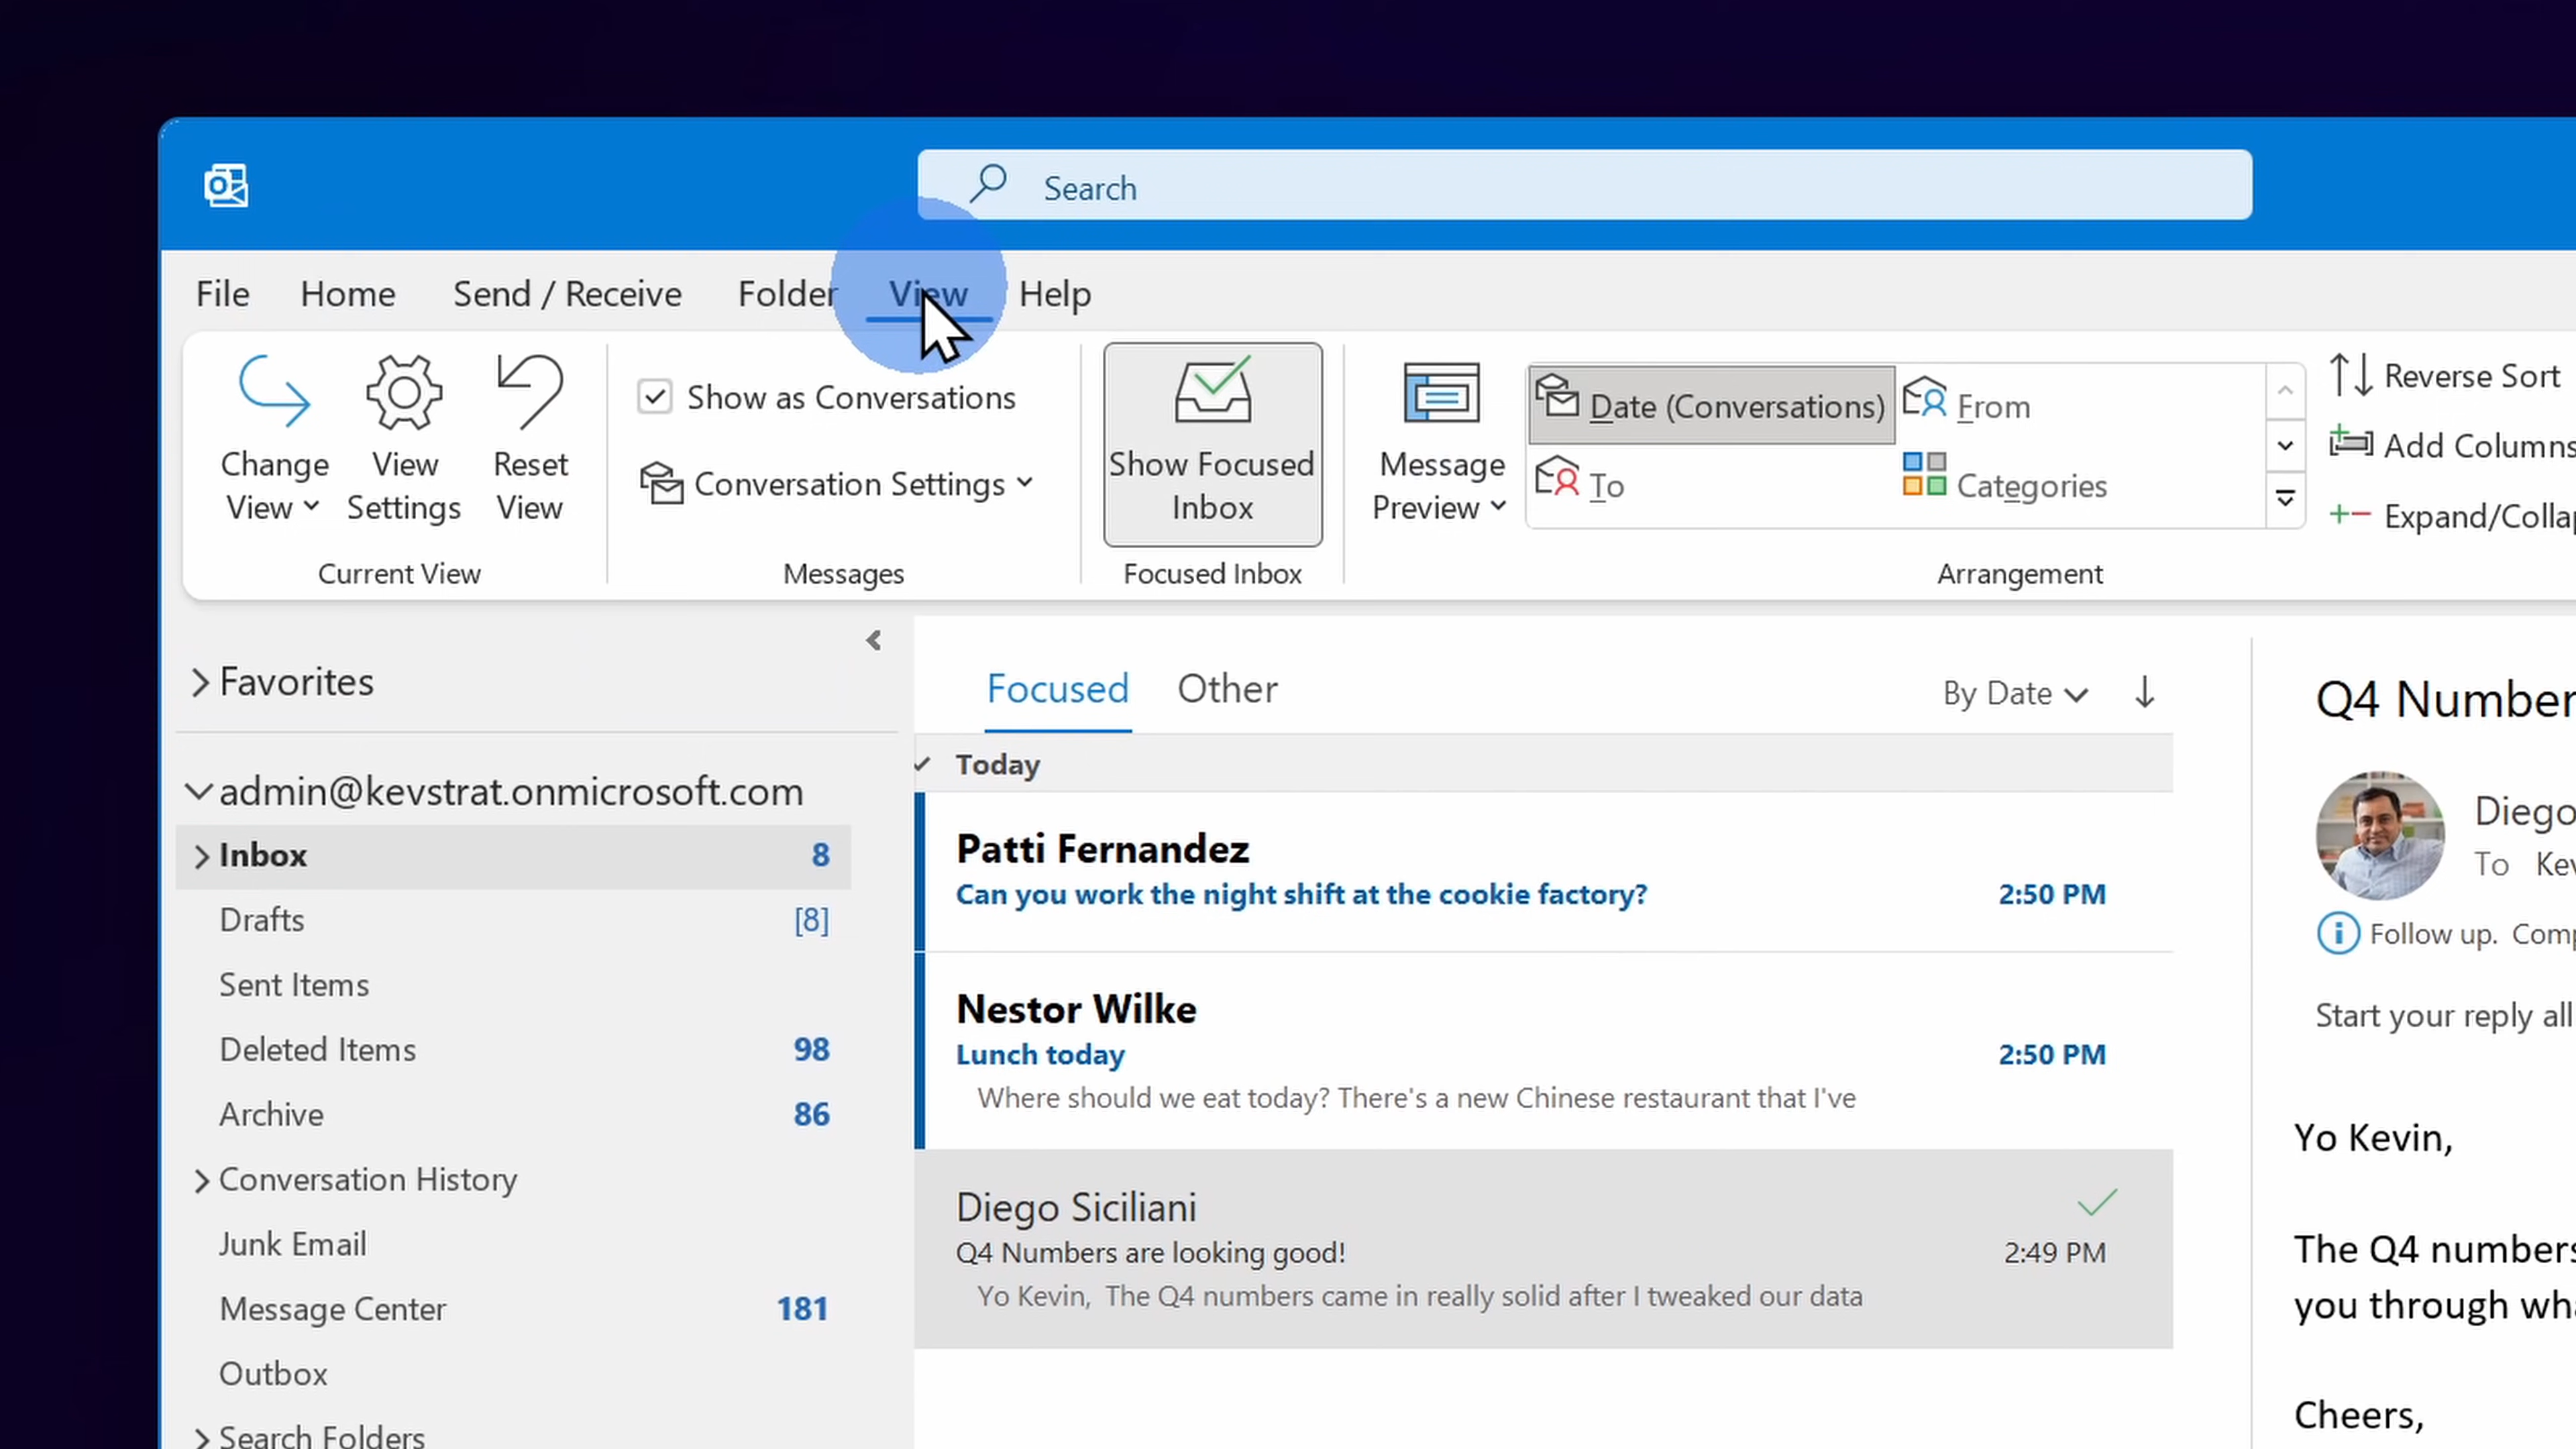 Search
File Home Send / Receive Folder View Help
Change View
View Settings
Reset View
Current View
Show as Conversations
Conversation Settings
Messages
Show Focused Inbox
Focused Inbox
Message Preview
Date (Conversations)
From
To
Categories
Reverse Sort
Add Columns
Expand/Colla
Arrangement
Favorites
admin@kevstrat.onmicrosoft.com
Inbox 8
Drafts [8]
Sent Items
Deleted Items 98
Archive 86
Conversation History
Junk Email
Message Center 181
Outbox
Search Folders
Focused Other By Date
Today
Patti Fernandez
Can you work the night shift at the cookie factory? 2:50 PM
Nestor Wilke
Lunch today 2:50 PM
Where should we eat today? There's a new Chinese restaurant that I've
Diego Siciliani
Q4 Numbers are looking good! 2:49 PM
Yo Kevin, The Q4 numbers came in really solid after I tweaked our data
Q4 Number
Diego
To Kev
Follow up. Comp
Start your reply all
Yo Kevin,
The Q4 numbers
you through wha
Cheers,